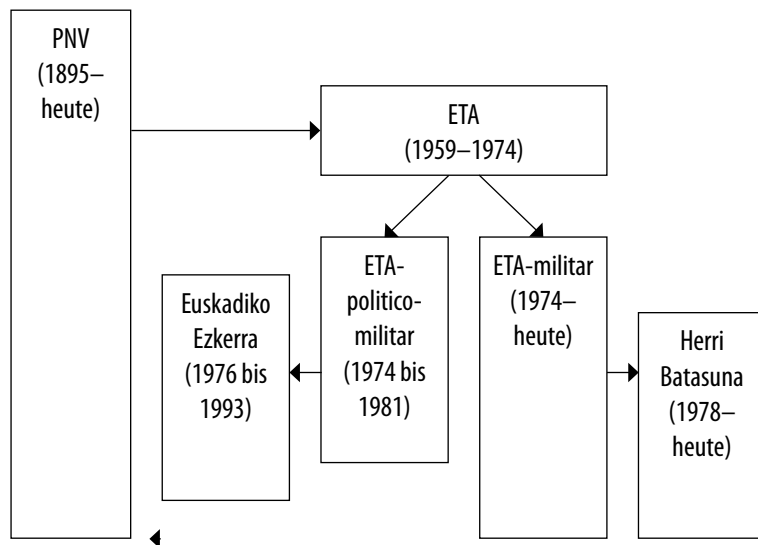 PNV
(1895–
heute)
ETA
(1959–1974)
Euskadiko
Ezkerra
(1976 bis
1993)
ETA-
politico-
militar
(1974 bis
1981)
ETA-militar
(1974–
heute)
Herri
Batasuna
(1978–
heute)